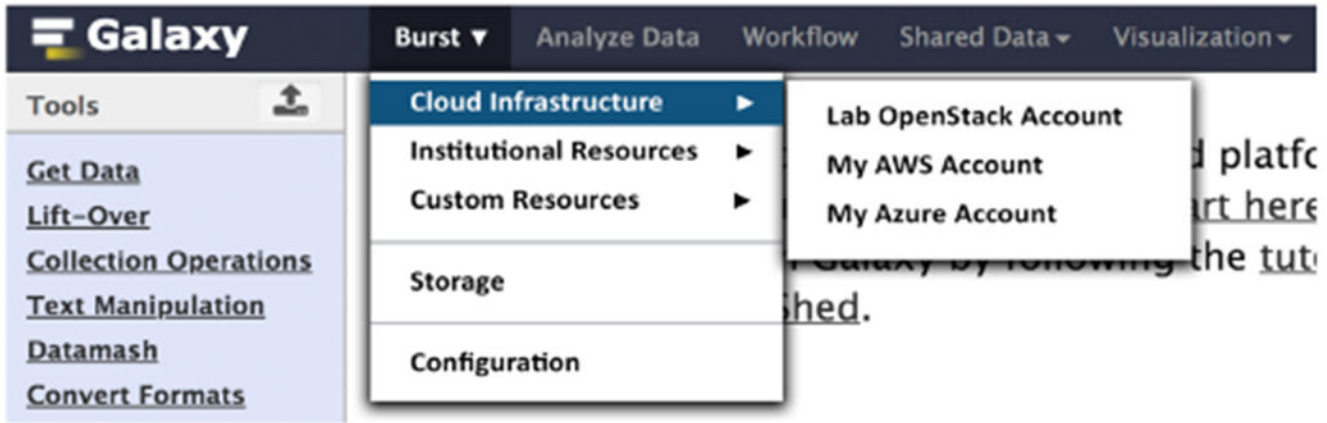 Galaxy
Burst ▼ Analyze Data Workflow Shared Data▾ Visualization▾
Tools
Get Data
Lift-Over
Collection Operations
Text Manipulation
Datamash
Convert Formats
Cloud Infrastructure ►
Institutional Resources ►
Custom Resources ►
Storage
Configuration
Lab OpenStack Account
My AWS Account
My Azure Account
Galaxy by following the